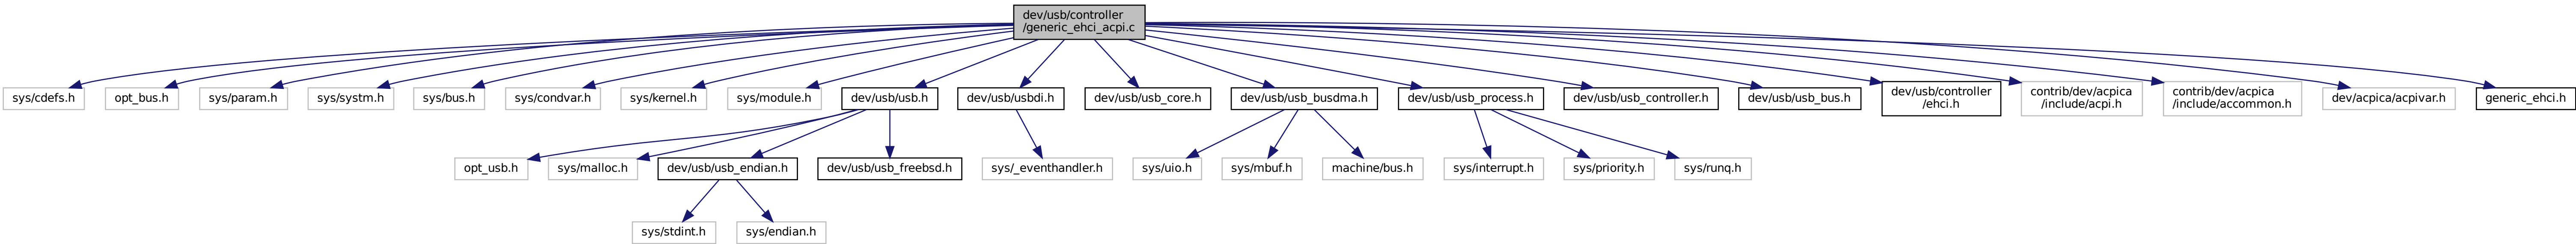 dev/usb/controller
/generic_ehci_acpi.c
sys/cdefs.h
opt_bus.h
sys/param.h
sys/systm.h
sys/bus.h
sys/condvar.h
sys/kernel.h
sys/module.h
dev/usb/usb.h
dev/usb/usbdi.h
dev/usb/usb_core.h
dev/usb/usb_busdma.h
dev/usb/usb_process.h
dev/usb/usb_controller.h
dev/usb/usb_bus.h
dev/usb/controller
/ehci.h
contrib/dev/acpica
/include/acpi.h
contrib/dev/acpica
/include/accommon.h
dev/acpica/acpivar.h
generic_ehci.h
opt_usb.h
sys/malloc.h
dev/usb/usb_endian.h
dev/usb/usb_freebsd.h
sys/_eventhandler.h
sys/uio.h
sys/mbuf.h
machine/bus.h
sys/interrupt.h
sys/priority.h
sys/runq.h
sys/stdint.h
sys/endian.h